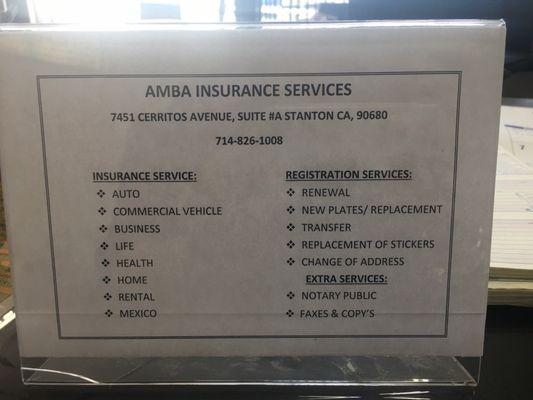 AMBA INSURANCE SERVICES
7451 CERRITOS AVENUE, SUITE #A STANTON CA, 90680
714-826-1008
INSURANCE SERVICE:
❖ AUTO
❖ COMMERCIAL VEHICLE
❖ BUSINESS
❖ LIFE
❖ HEALTH
❖ HOME
❖ RENTAL
❖ MEXICO
REGISTRATION SERVICES:
❖ RENEWAL
❖ NEW PLATES/ REPLACEMENT
❖ TRANSFER
❖ REPLACEMENT OF STICKERS
❖ CHANGE OF ADDRESS
EXTRA SERVICES:
❖ NOTARY PUBLIC
❖ FAXES & COPY'S